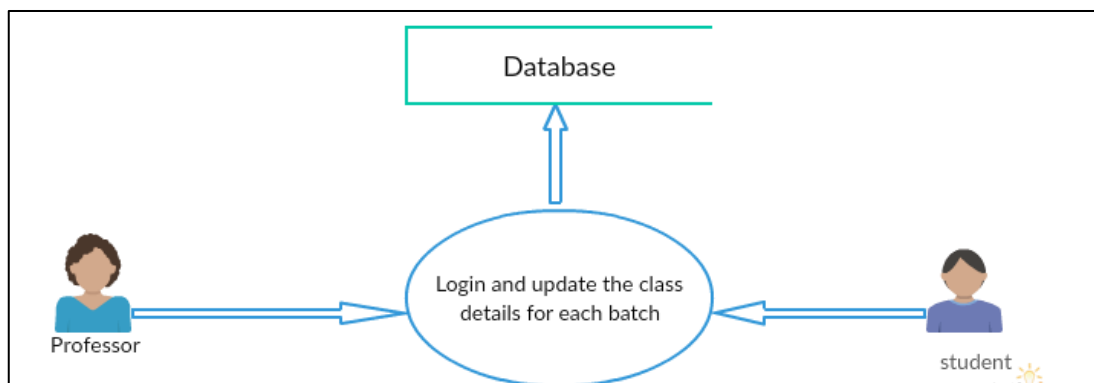 Database
Login and update the class
details for each batch
Professor
student